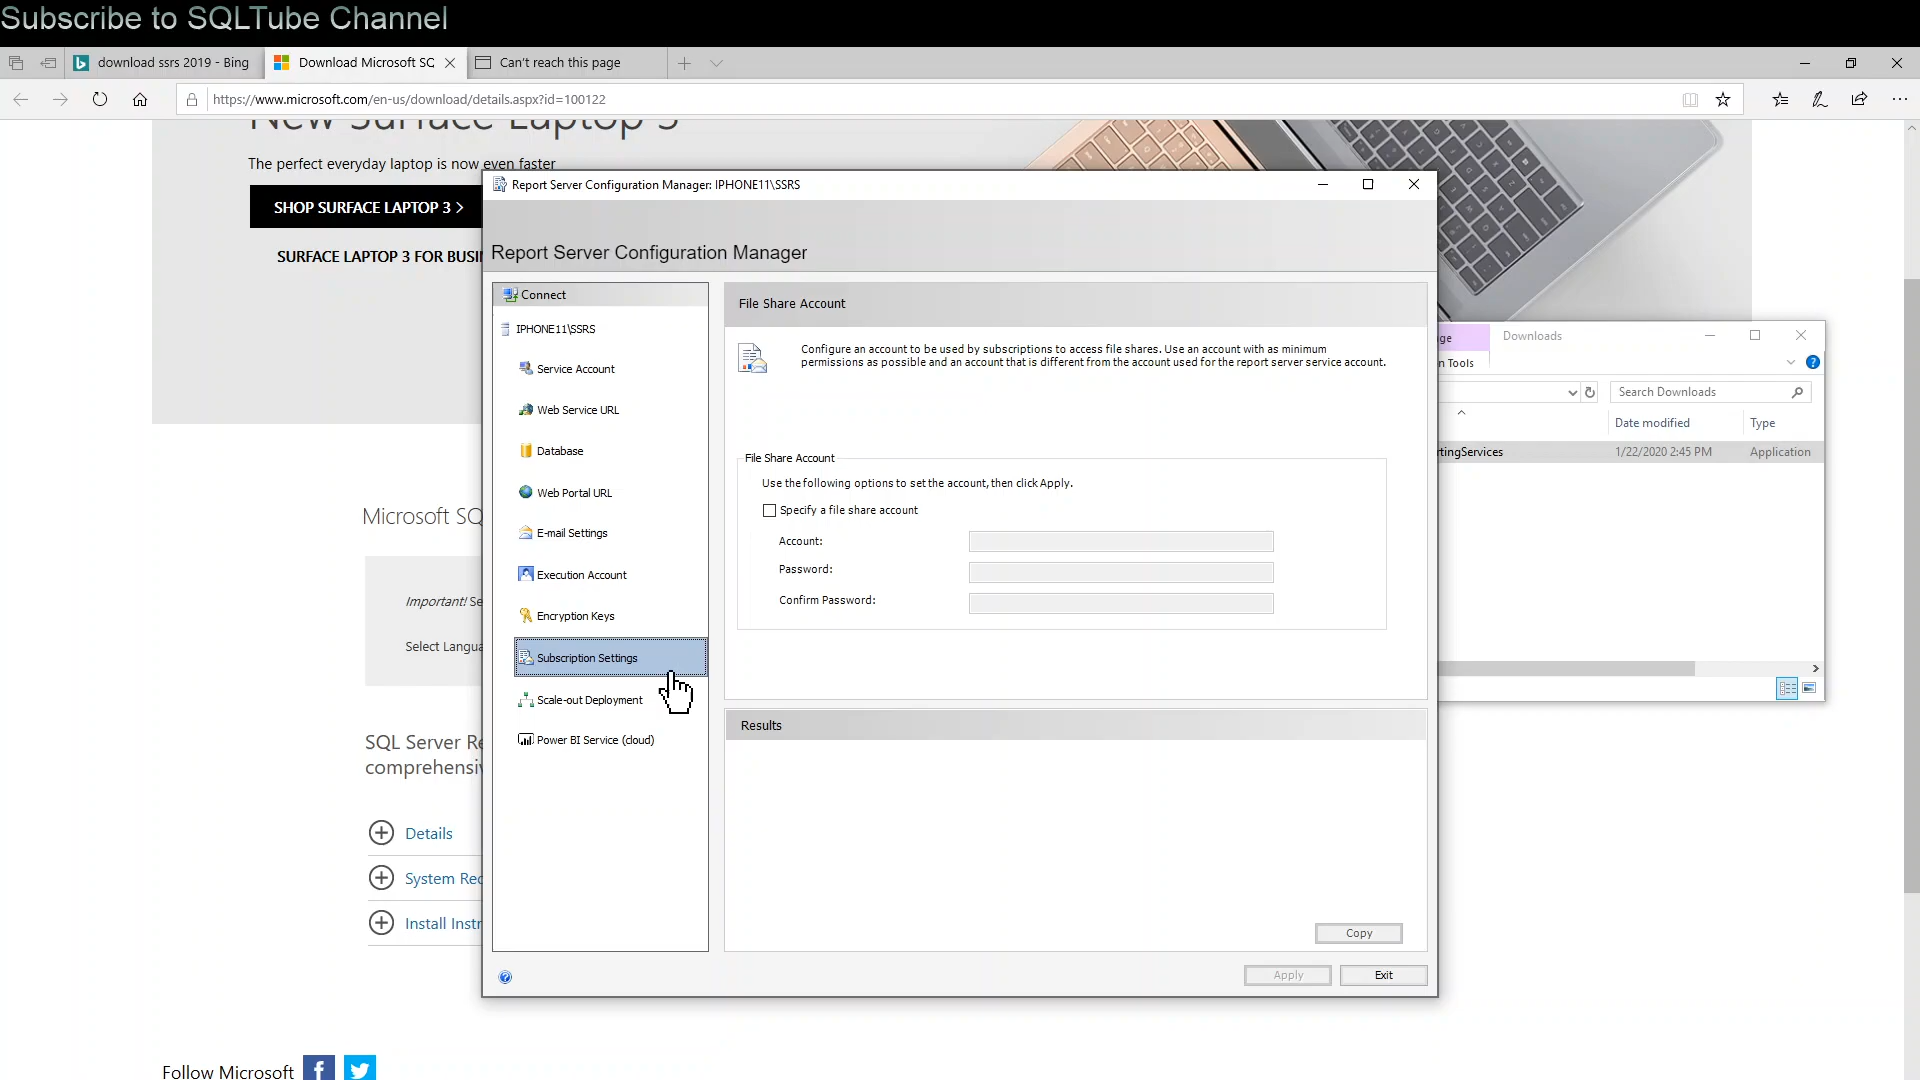 Subscribe to SQLTube Channel
download ssrs 2019 - Bing
Download Microsoft SQ
Can't reach this page
https://www.microsoft.com/en-us/download/details.aspx?id=100122
New Surface Laptop 3
The perfect everyday laptop is now even faster
SHOP SURFACE LAPTOP 3 >
SURFACE LAPTOP 3 FOR BUSI
Report Server Configuration Manager: IPHONE11\SSRS
Report Server Configuration Manager
Connect
IPHONE11\SSRS
Service Account
Web Service URL
Database
Web Portal URL
E-mail Settings
Execution Account
Encryption Keys
Subscription Settings
Scale-out Deployment
Power BI Service (cloud)
File Share Account
Configure an account to be used by subscriptions to access file shares. Use an account with as minimum
permissions as possible and an account that is different from the account used for the report server service account.
File Share Account
Use the following options to set the account, then click Apply.
Specify a file share account
Account:
Password:
Confirm Password:
Results
Copy
Apply
Exit
ge
Downloads
n Tools
Search Downloads
Date modified
Type
rtingServices
1/22/2020 2:45 PM
Application
Microsoft SQ
Important! Se
Select Langua
SQL Server Re
comprehensiv
Details
System Rec
Install Instr
Follow Microsoft